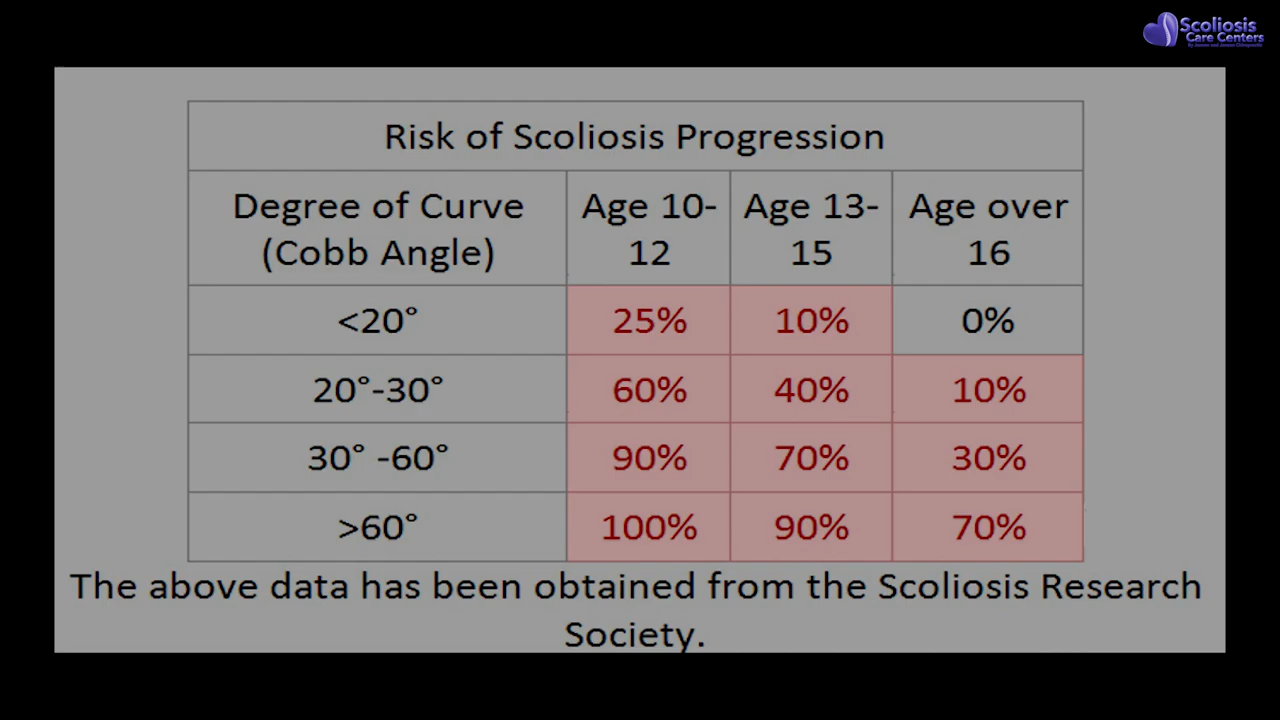 Scoliosis
Care Centers
Risk of Scoliosis Progression
Degree of Curve
(Cobb Angle)
Age 10-
12
Age 13-
15
Age over
16
<20°
25%
10%
0%
20°-30°
60%
40%
10%
30° -60°
90%
70%
30%
>60°
100%
90%
70%
The above data has been obtained from the Scoliosis Research
Society.